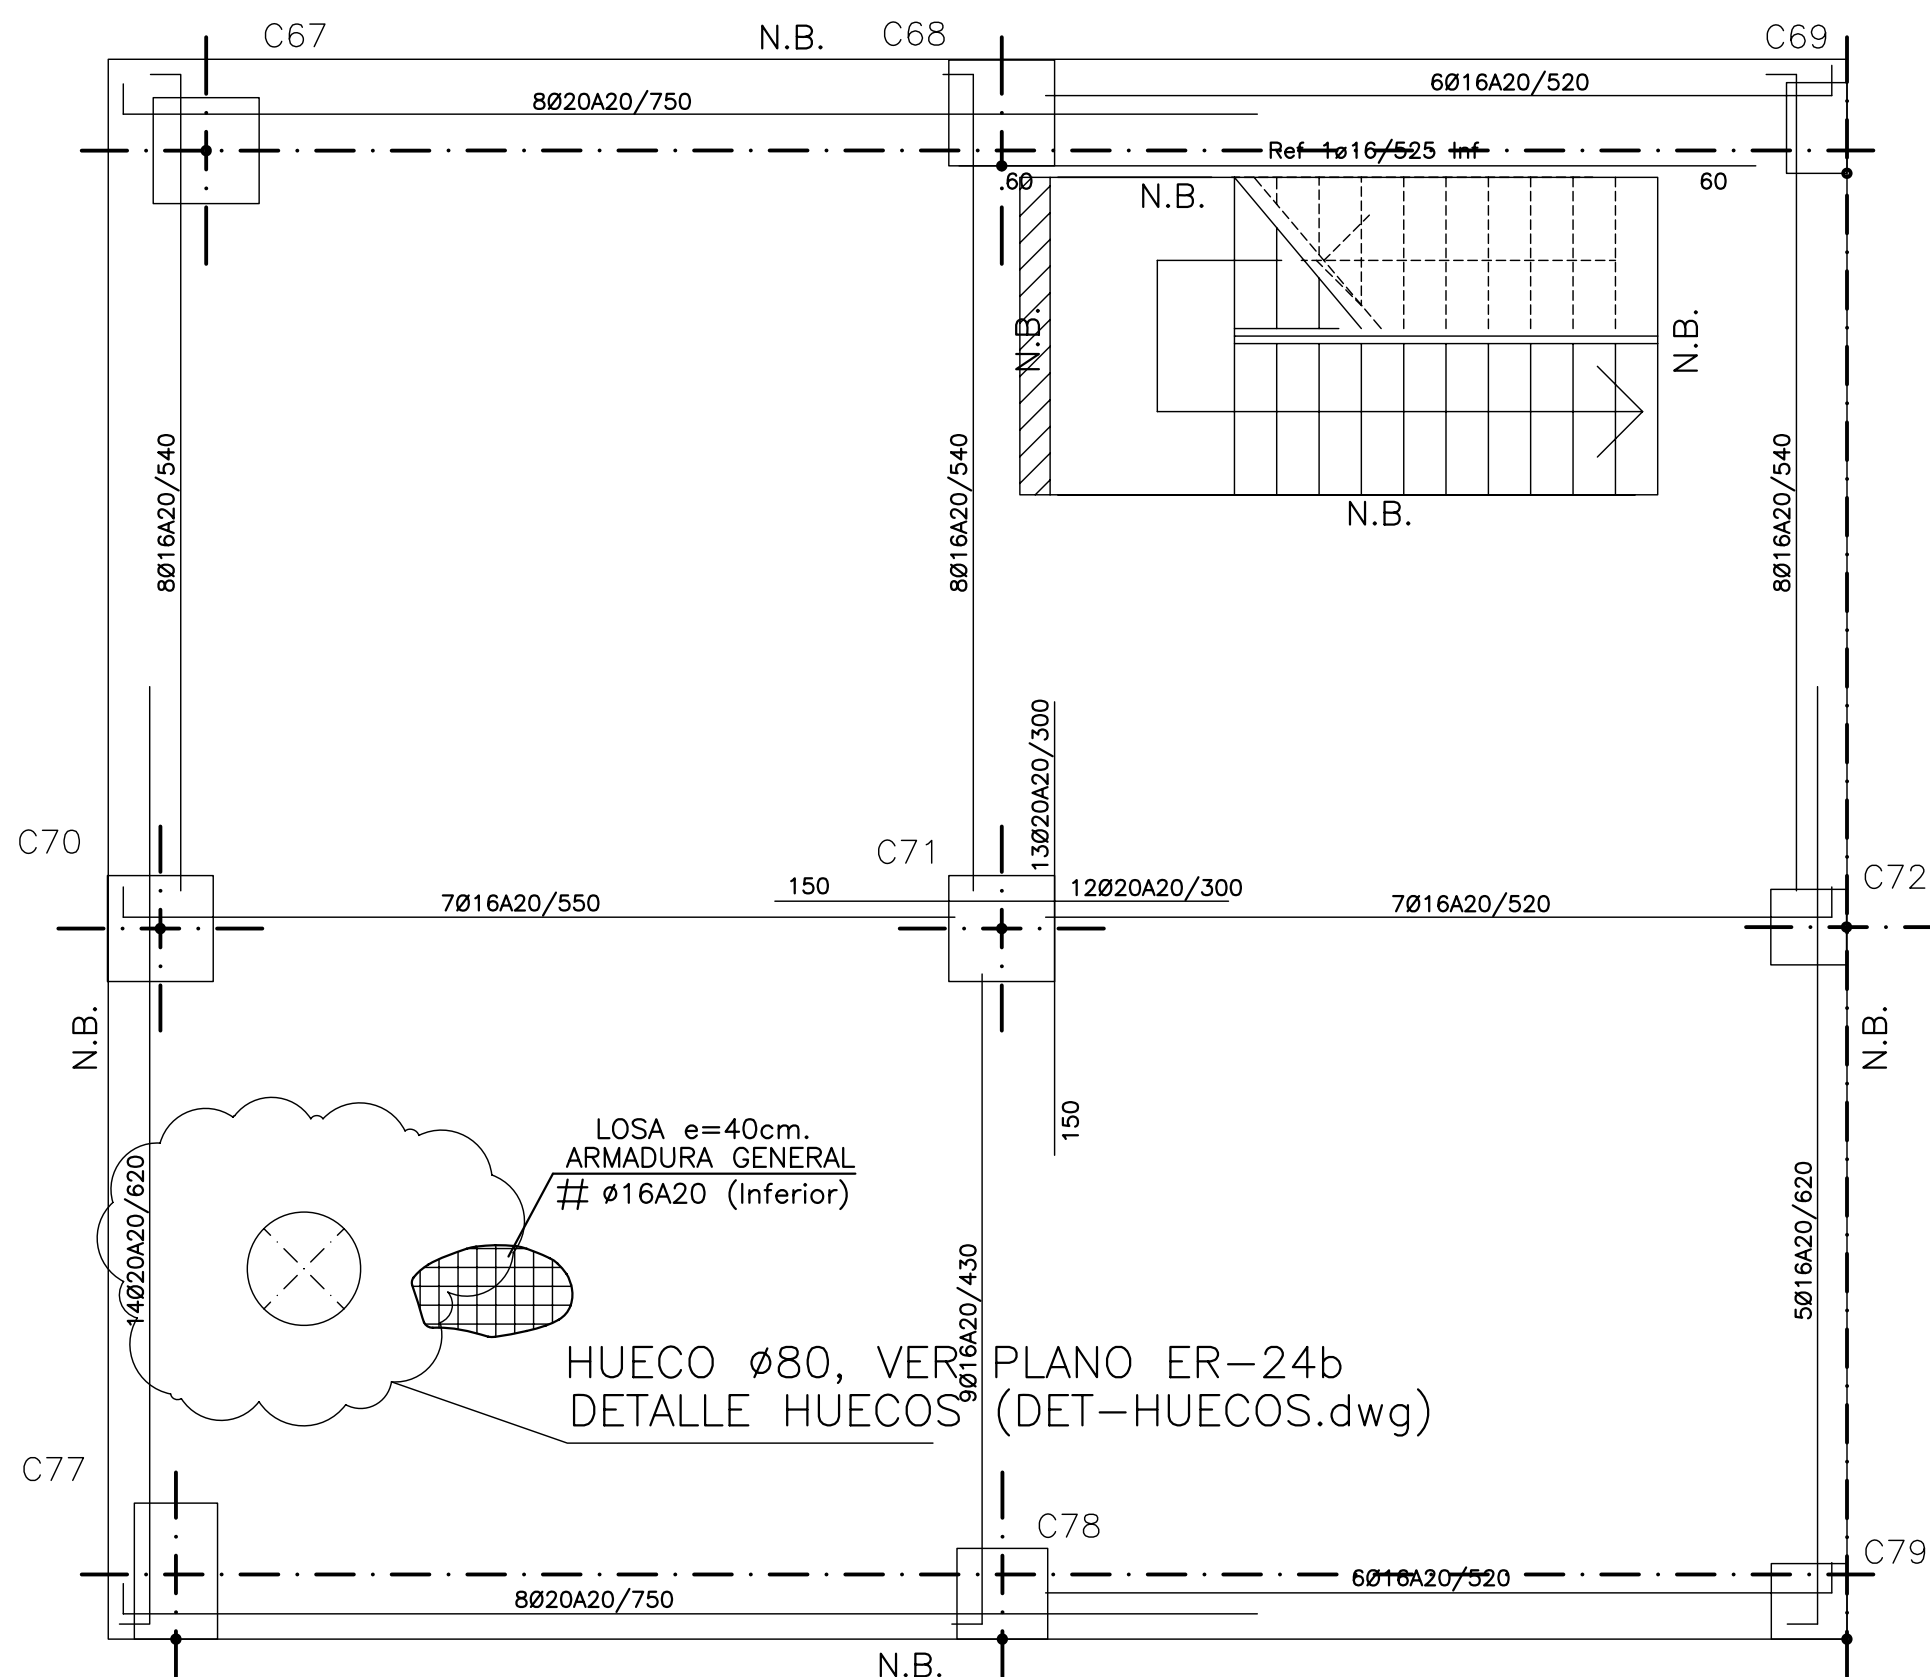 C67
N.B.
C68
C69
8Ø20A20/750
6Ø16A20/520
Ref 1ø16/525 Inf
60
60
N.B.
N.B.
N.B.
N.B.
8Ø16A20/540
8Ø16A20/540
8Ø16A20/540
13Ø20A20/300
C70
C71
C72
150
12Ø20A20/300
7Ø16A20/550
7Ø16A20/520
N.B.
N.B.
150
LOSA e=40cm.
ARMADURA GENERAL
# ø16A20 (Inferior)
14Ø20A20/620
9Ø16A20/430
5Ø16A20/620
HUECO ø80, VER PLANO ER-24b
DETALLE HUECOS (DET-HUECOS.dwg)
C77
C78
C79
6Ø16A20/520
8Ø20A20/750
N.B.